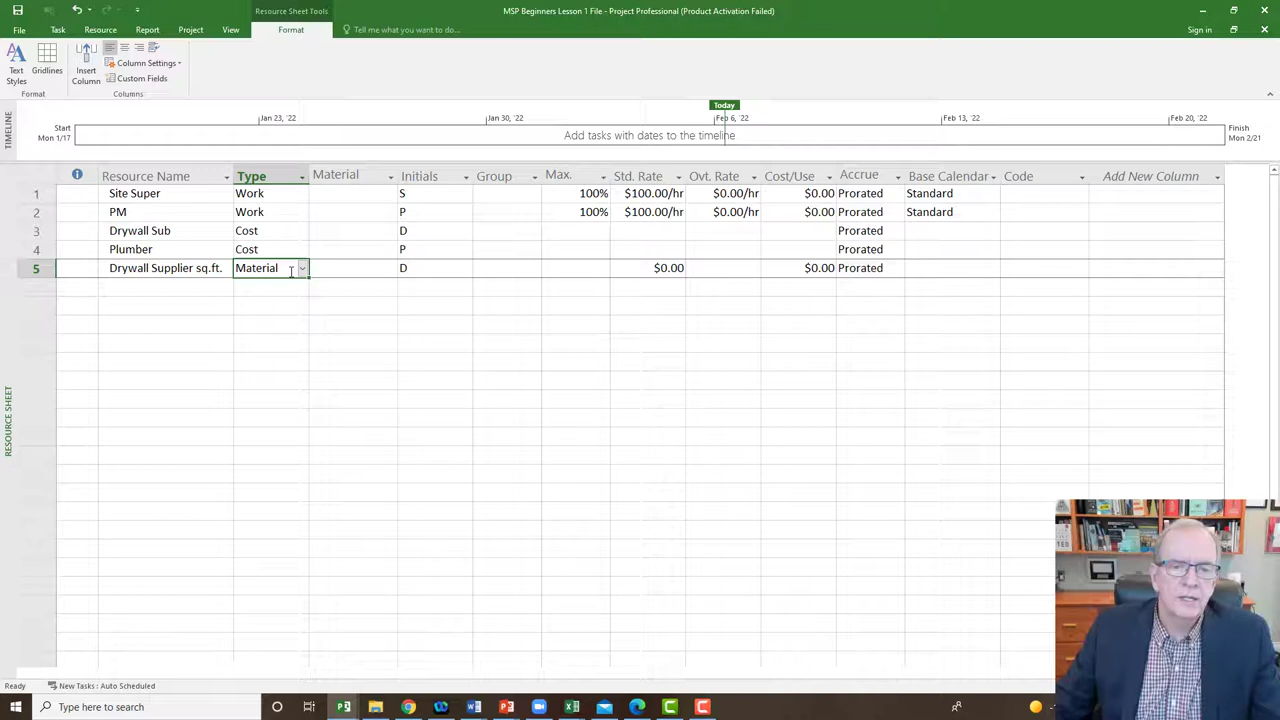 Resource Sheet Tools
MSP Beginners Lesson 1 File - Project Professional (Product Activation Failed)
File Task Resource Report Project View Format Tell me what you want to do... Sign in
Text Styles
Gridlines
Insert Column
Column Settings
Custom Fields
Format Columns
TIMELINE
Today
Jan 23, '22 Jan 30, '22 Feb 6, '22 Feb 13, '22 Feb 20, '22
Start
Mon 1/17
Add tasks with dates to the timeline
Finish
Mon 2/21
Resource Name Type Material Initials Group Max. Std. Rate Ovt. Rate Cost/Use Accrue Base Calendar Code Add New Column
1 Site Super Work S 100% $100.00/hr $0.00/hr $0.00 Prorated Standard
2 PM Work P 100% $100.00/hr $0.00/hr $0.00 Prorated Standard
3 Drywall Sub Cost D Prorated
4 Plumber Cost P Prorated
5 Drywall Supplier sq.ft. Material D $0.00 $0.00 Prorated
RESOURCE SHEET
Ready New Tasks : Auto Scheduled
Type here to search